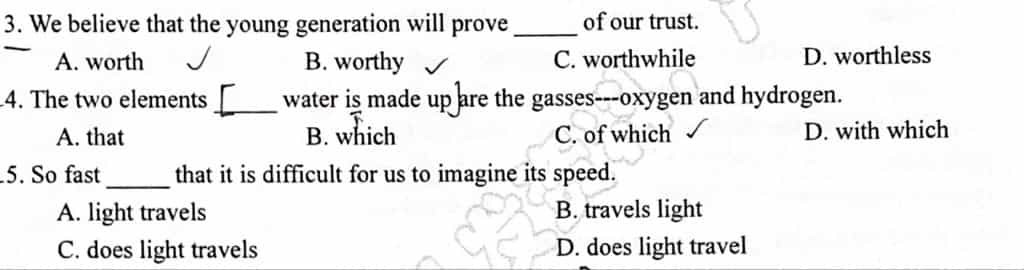 3. We believe that the young generation will prove _____ of our trust.
A. worth ✓ B. worthy ✓ C. worthwhile D. worthless
4. The two elements [_____ water is made up] are the gasses---oxygen and hydrogen.
A. that B. which C. of which ✓ D. with which
5. So fast _____ that it is difficult for us to imagine its speed.
A. light travels B. travels light
C. does light travels D. does light travel